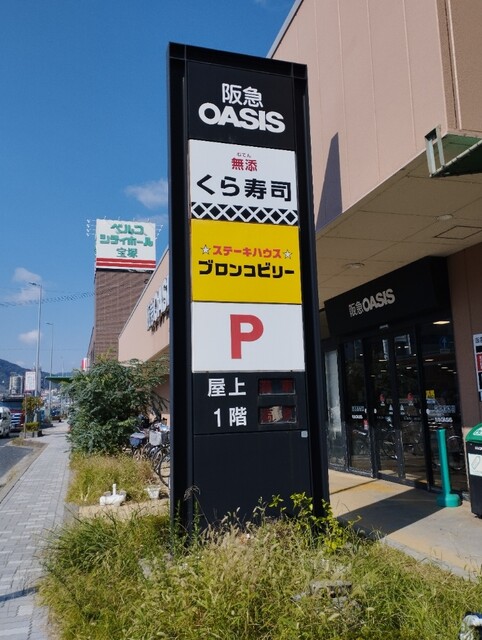 阪急
OASIS
むてん
無添
くら寿司
ステーキハウス
ブロンコビリー
P
屋上
1階
ベルコ
シティホール
宝塚
阪急OASIS